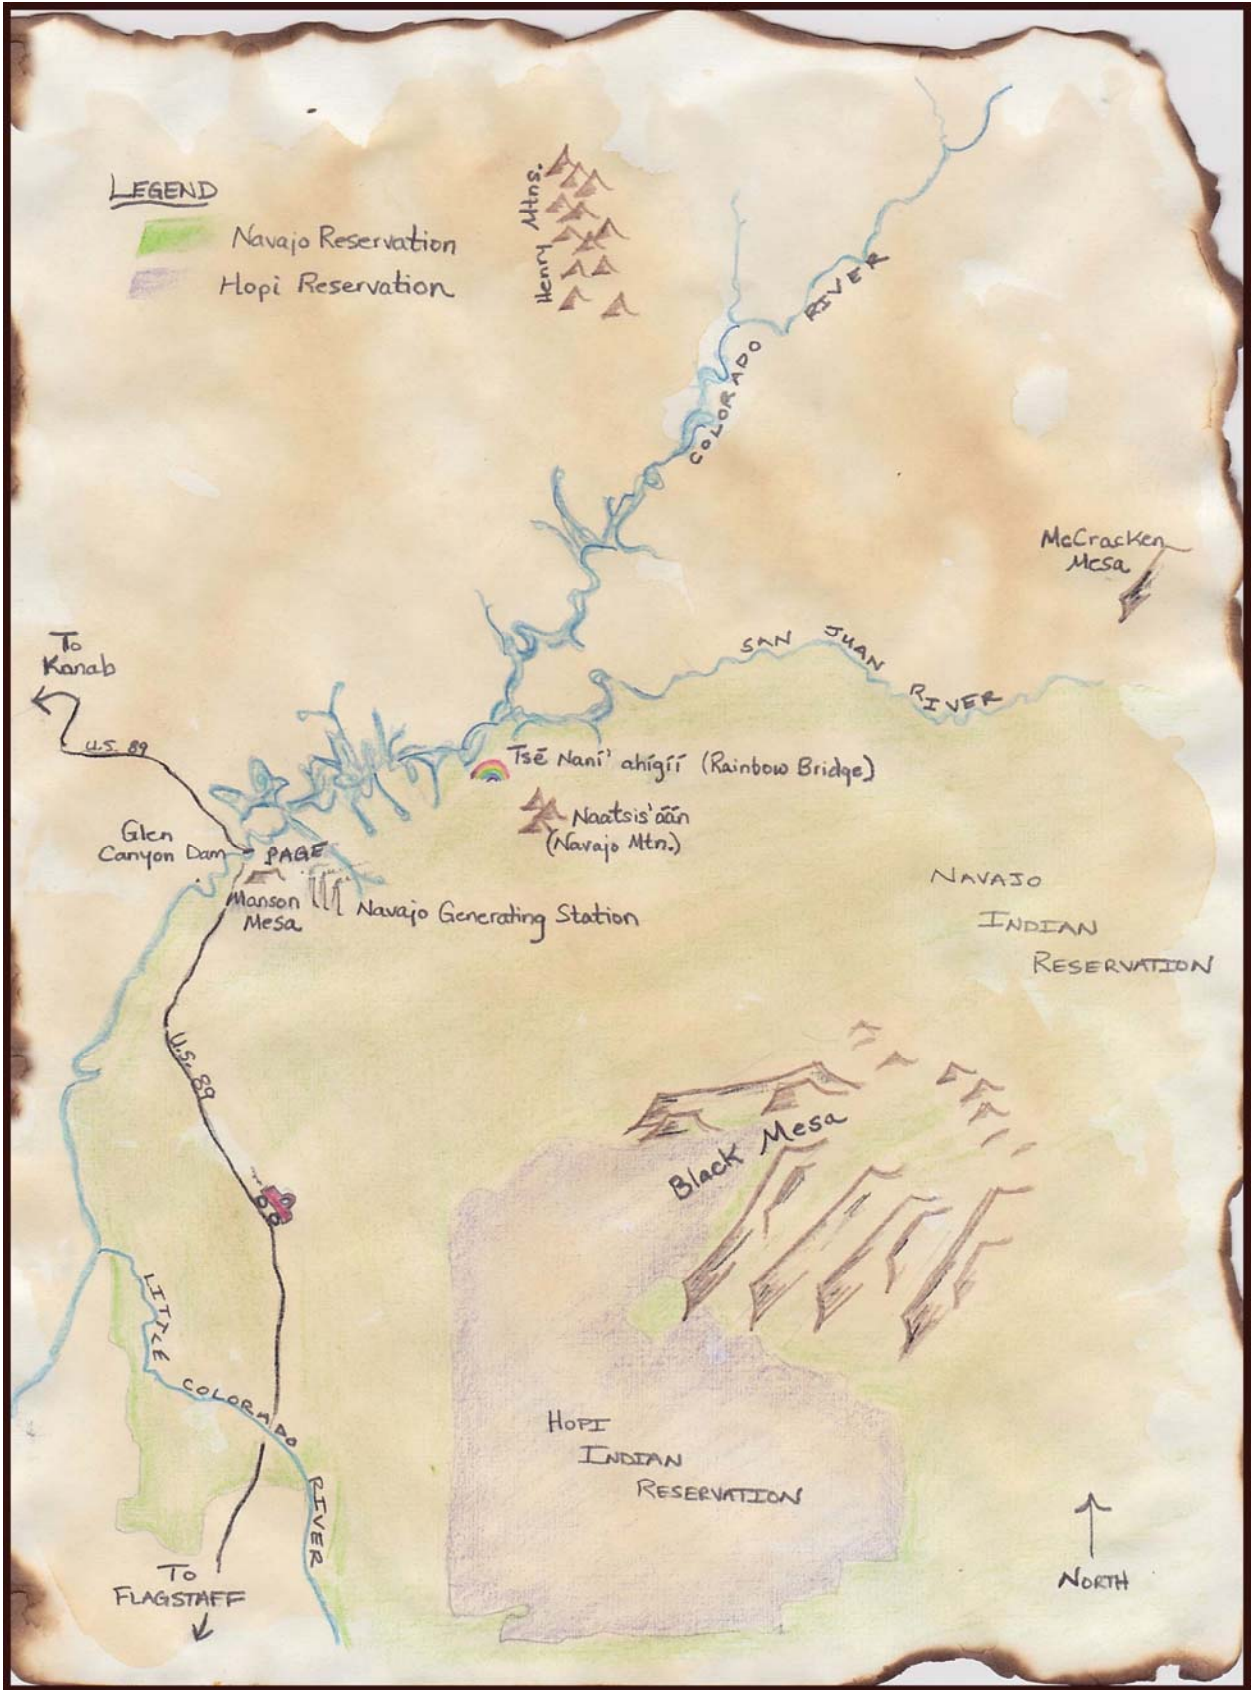 LEGEND
Navajo Reservation
Hopi Reservation
Henry Mtns.
COLORADO RIVER
McCracken
Mesa
SAN JUAN RIVER
To
Kanab
U.S. 89
Tsé Naní' ahígíí (Rainbow Bridge)
Naatsis'áán
(Navajo Mtn.)
Glen
Canyon Dam
PAGE
Manson
Mesa
Navajo Generating Station
NAVAJO
INDIAN
RESERVATION
U.S. 89
Black Mesa
LITTLE COLORADO RIVER
HOPI
INDIAN
RESERVATION
To
FLAGSTAFF
NORTH